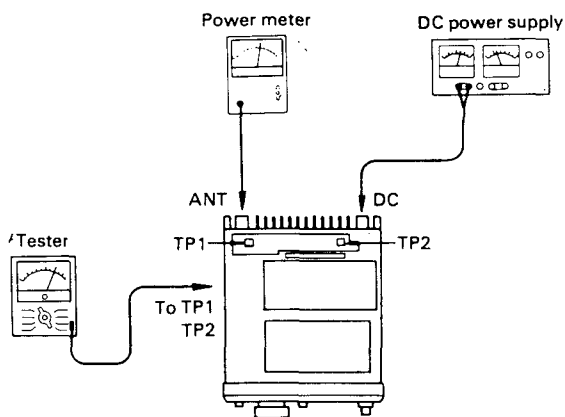 Power meter
DC power supply
ANT
DC
TP1
TP2
Tester
To TP1
TP2